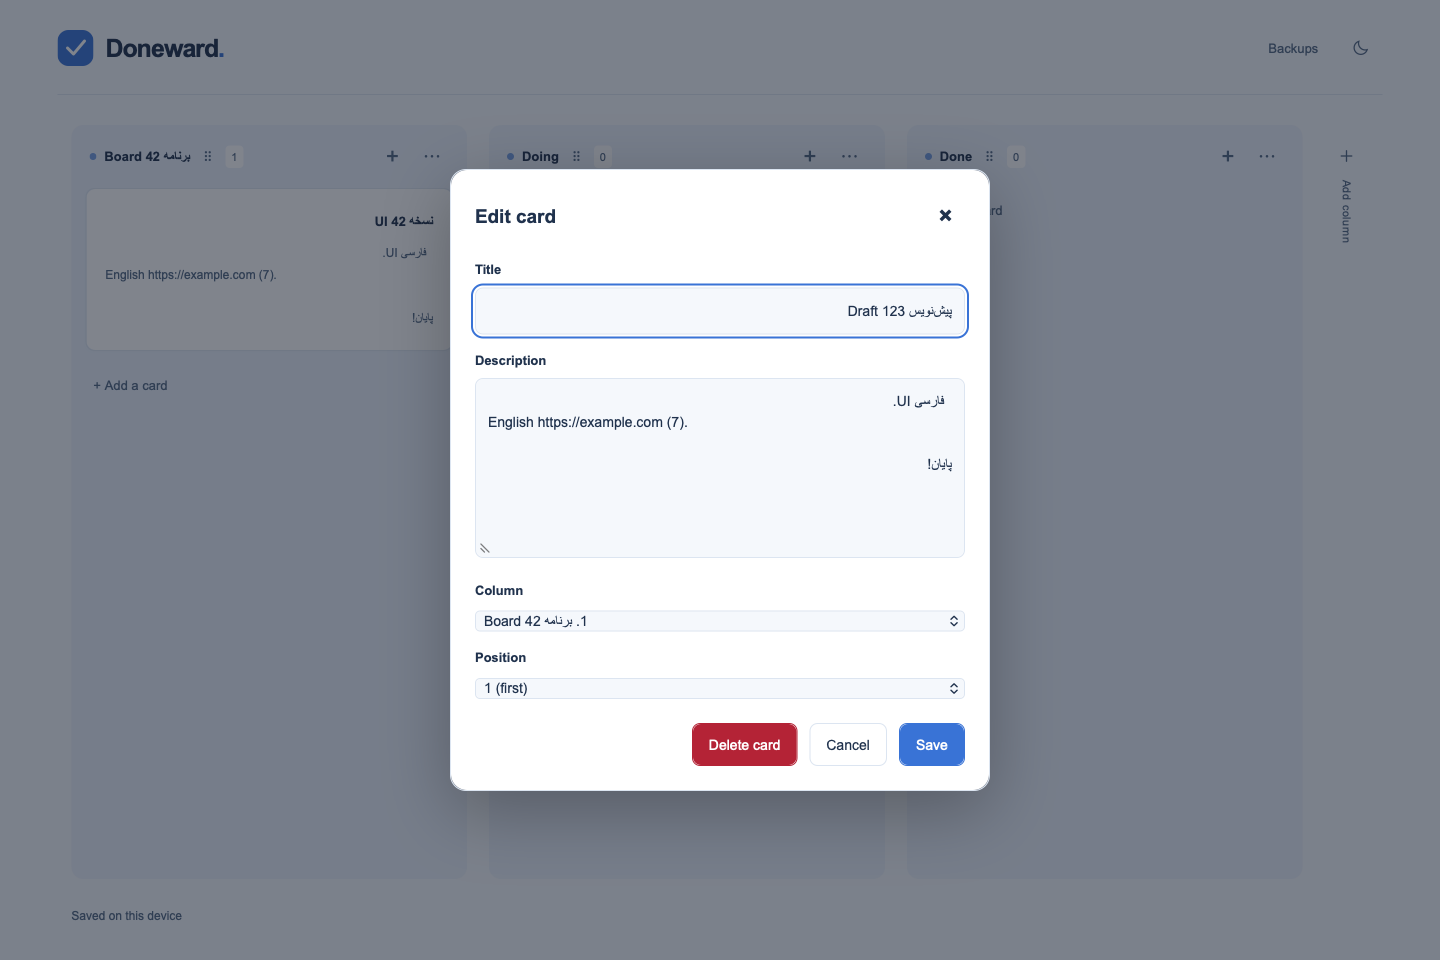 Doneward.
Backups
Board 42 برنامه
1
Doing
0
Done
0
Add column
نسخه 42 UI
فارسی UI.
English https://example.com (7).
پایان!
+ Add a card
rd
Edit card
Title
پیش‌نویس Draft 123
Description
فارسی UI.
English https://example.com (7).
پایان!
Column
1. برنامه Board 42
Position
1 (first)
Delete card
Cancel
Save
Saved on this device